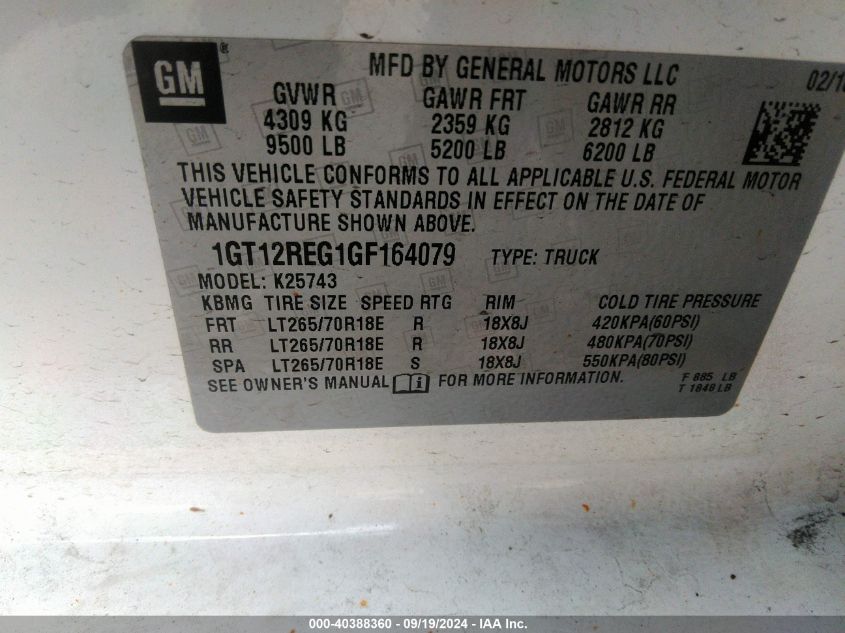 GM
MFD BY GENERAL MOTORS LLC
GVWR GAWR FRT GAWR RR
4309 KG 2359 KG 2812 KG
9500 LB 5200 LB 6200 LB
THIS VEHICLE CONFORMS TO ALL APPLICABLE U.S. FEDERAL MOTOR
VEHICLE SAFETY STANDARDS IN EFFECT ON THE DATE OF
MANUFACTURE SHOWN ABOVE.
1GT12REG1GF164079 TYPE: TRUCK
MODEL: K25743
KBMG TIRE SIZE SPEED RTG RIM COLD TIRE PRESSURE
FRT LT265/70R18E R 18X8J 420KPA(60PSI)
RR LT265/70R18E R 18X8J 480KPA(70PSI)
SPA LT265/70R18E S 18X8J 550KPA(80PSI)
SEE OWNER'S MANUAL i FOR MORE INFORMATION.
F 885 LB
T 1848 LB
000-40388360 - 09/19/2024 - IAA Inc.